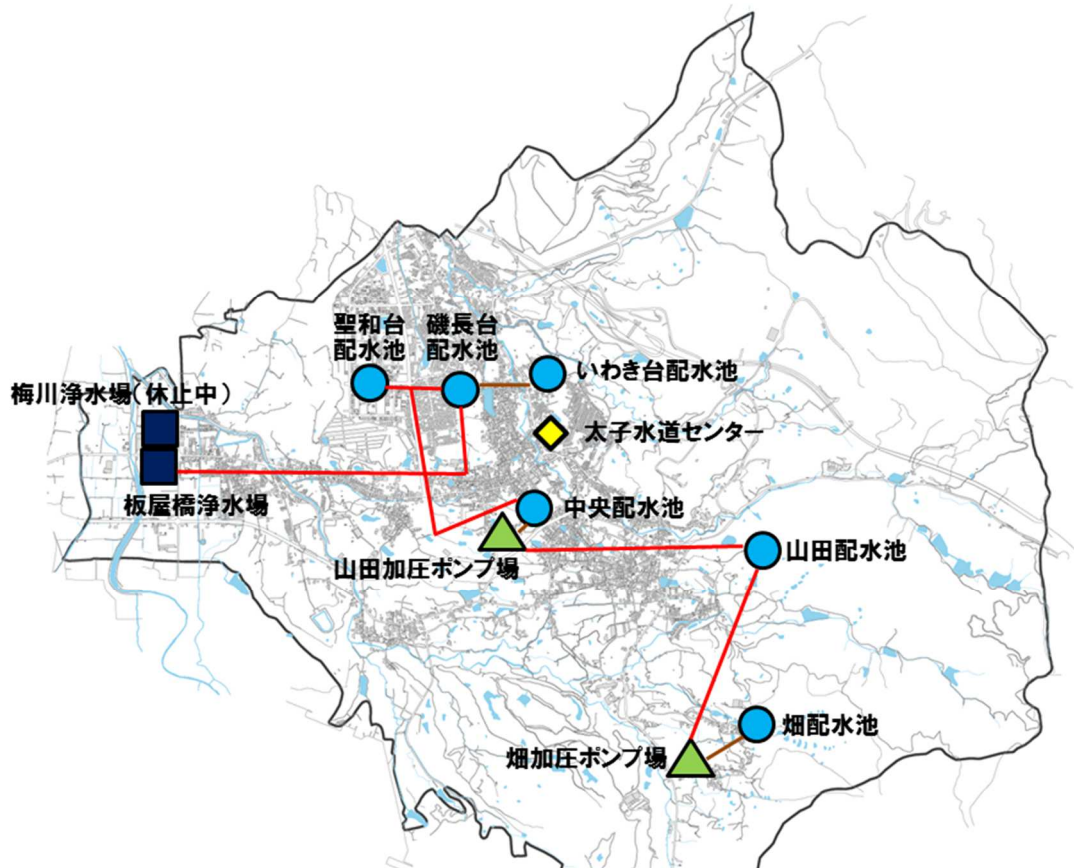 聖和台
配水池
磯長台
配水池
いわき台配水池
梅川浄水場（休止中）
太子水道センター
板屋橋浄水場
中央配水池
山田加圧ポンプ場
山田配水池
畑配水池
畑加圧ポンプ場